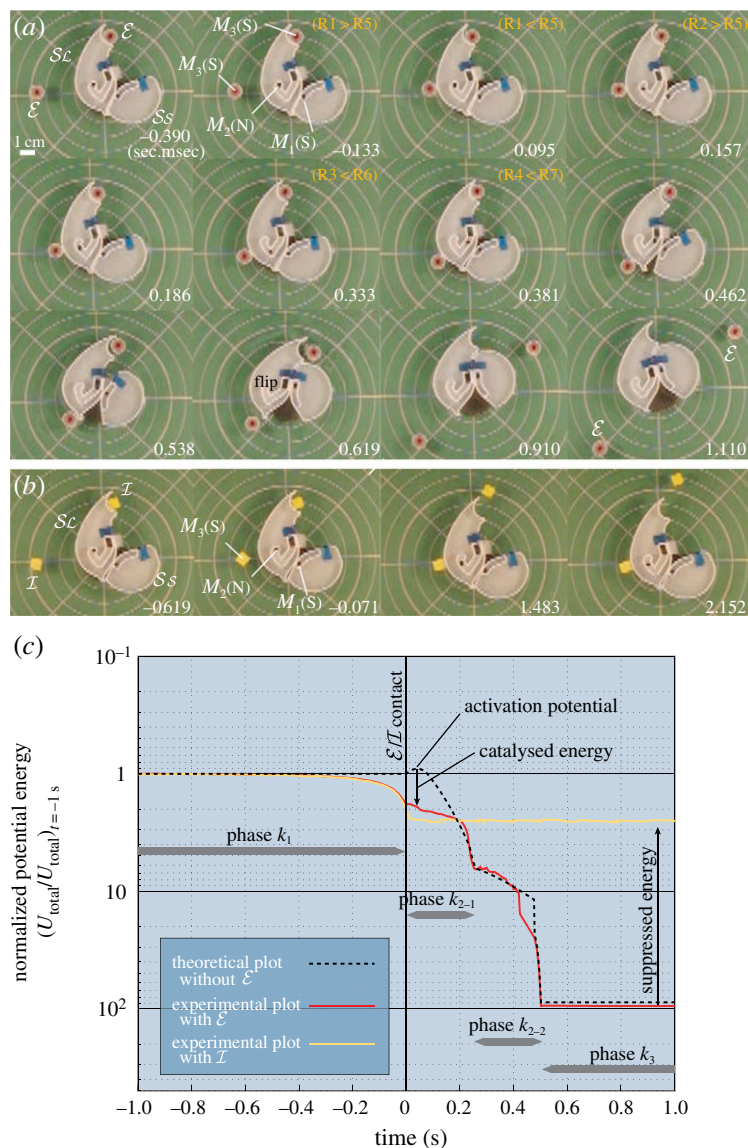 (a)
ℰ
M₃(S)
(R1 > R5)
(R1 < R5)
(R2 > R5)
𝒮ℒ
M₃(S)
ℰ
𝒮s
M₂(N)
M₁(S)
1 cm
–0.390
(sec.msec)
–0.133
0.095
0.157
(R3 < R6)
(R4 < R7)
0.186
0.333
0.381
0.462
flip
ℰ
ℰ
0.538
0.619
0.910
1.110
(b)
ℐ
𝒮ℒ
M₃(S)
ℐ
𝒮s
M₂(N)
M₁(S)
–0.619
–0.071
1.483
2.152
(c)
10⁻¹
1
10
10²
normalized potential energy
(U_total/U_total)_t = –1 s
ℰ/ℐ contact
activation potential
catalysed energy
phase k₁
phase k₂₋₁
suppressed energy
theoretical plot
without ℰ
experimental plot
with ℰ
experimental plot
with ℐ
phase k₂₋₂
phase k₃
–1.0 –0.8 –0.6 –0.4 –0.2 0 0.2 0.4 0.6 0.8 1.0
time (s)